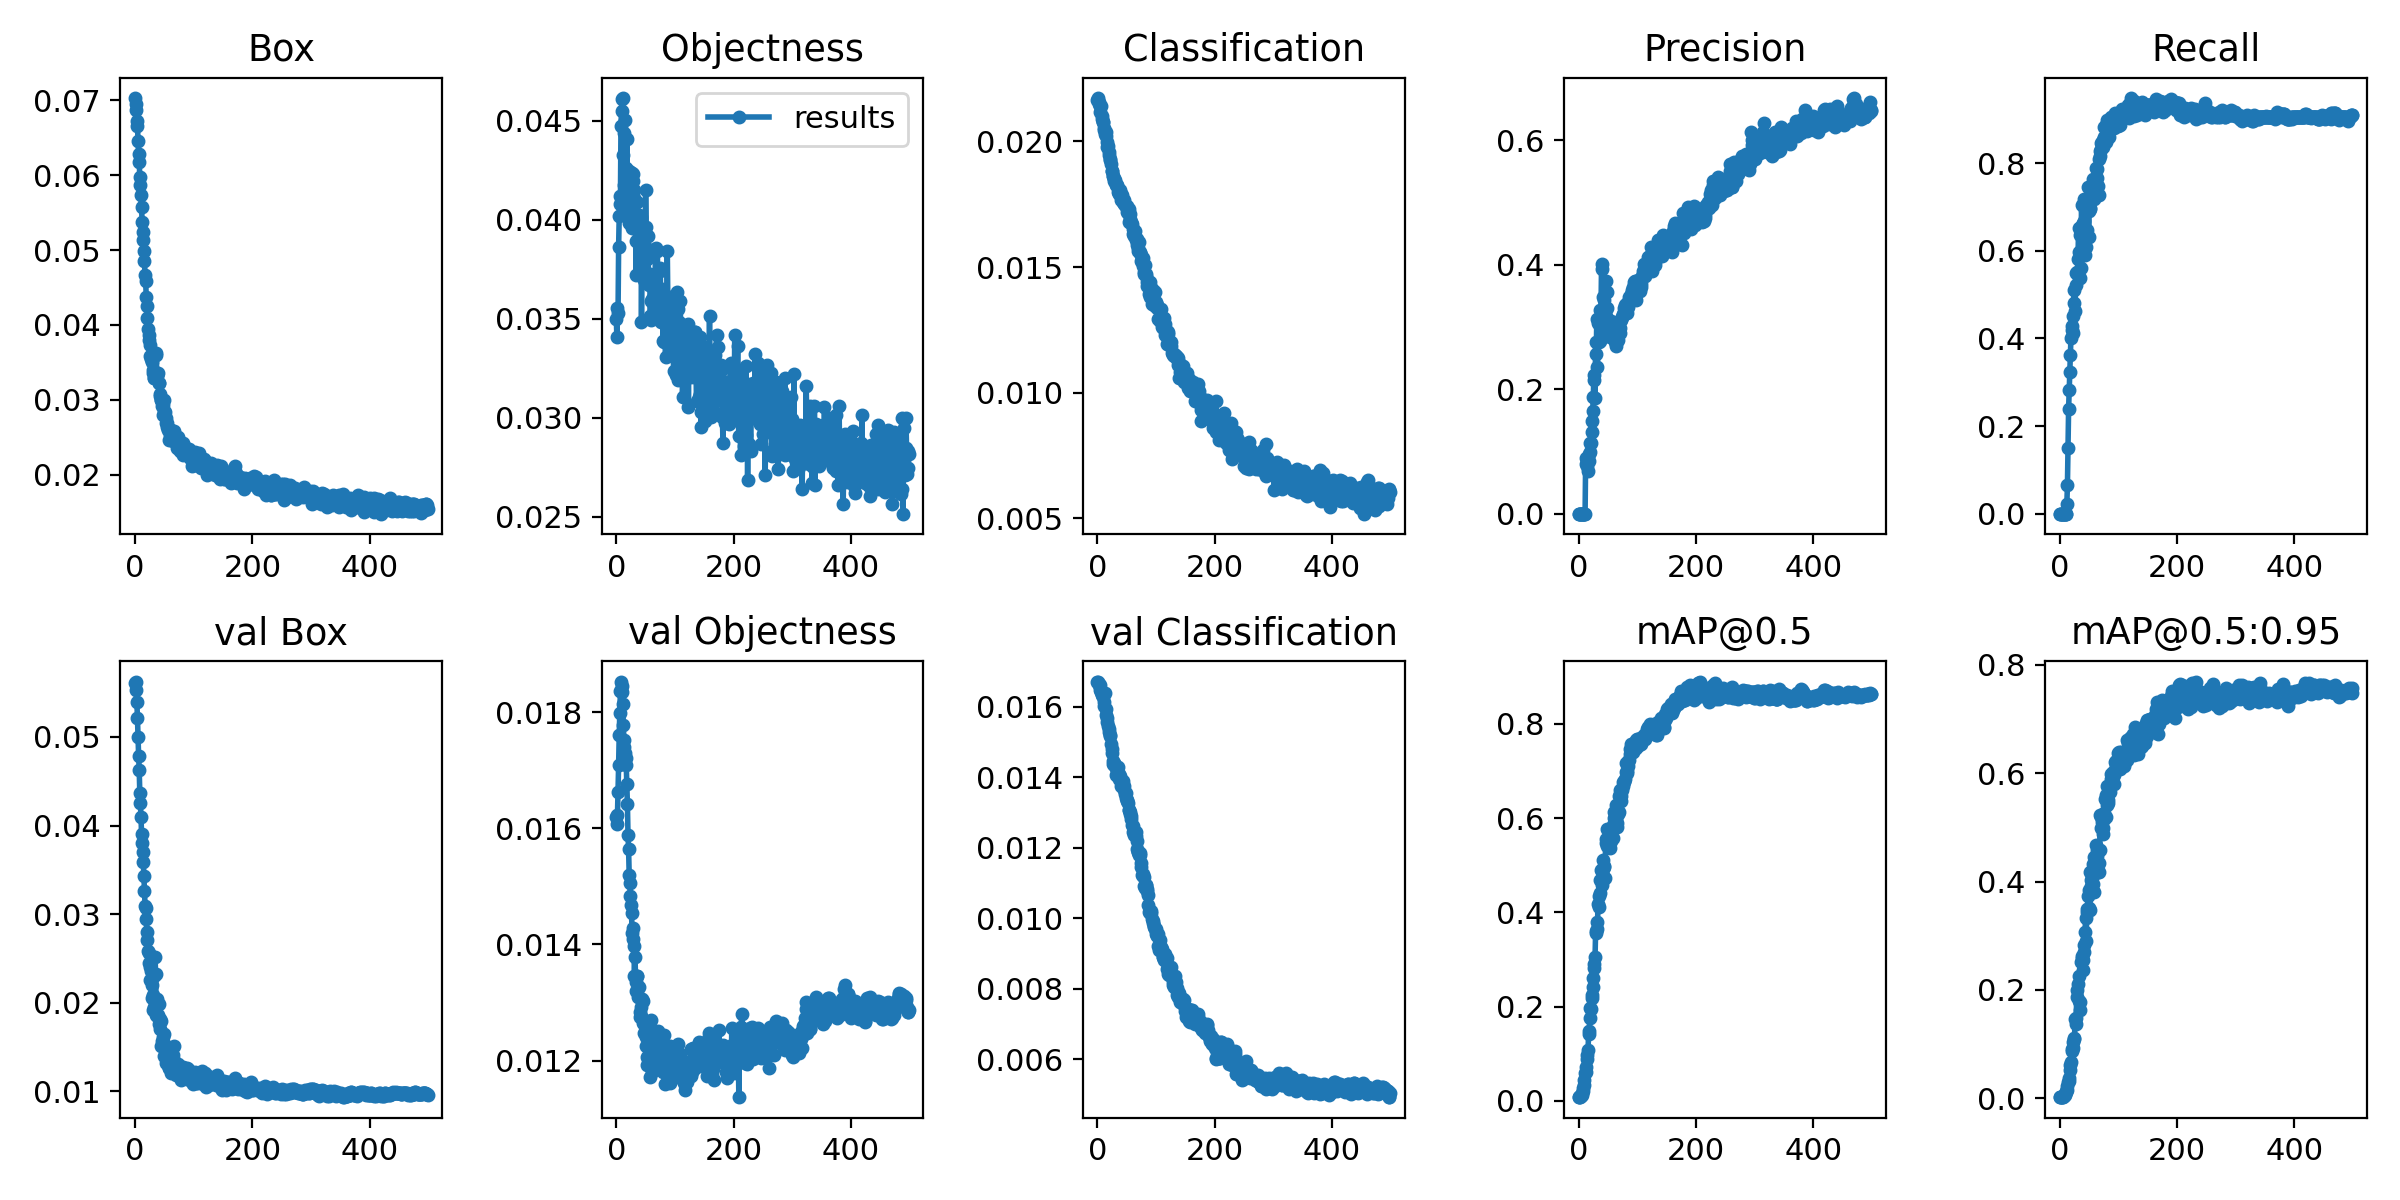 Box
0.07
0.06
0.05
0.04
0.03
0.02
0 200 400
Objectness
results
0.045
0.040
0.035
0.030
0.025
0 200 400
Classification
0.020
0.015
0.010
0.005
0 200 400
Precision
0.6
0.4
0.2
0.0
0 200 400
Recall
0.8
0.6
0.4
0.2
0.0
0 200 400
val Box
0.05
0.04
0.03
0.02
0.01
0 200 400
val Objectness
0.018
0.016
0.014
0.012
0 200 400
val Classification
0.016
0.014
0.012
0.010
0.008
0.006
0 200 400
mAP@0.5
0.8
0.6
0.4
0.2
0.0
0 200 400
mAP@0.5:0.95
0.8
0.6
0.4
0.2
0.0
0 200 400